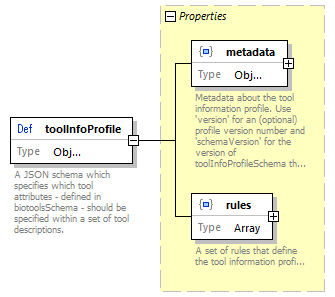 Properties
metadata
Type Obj...
Metadata about the tool
information profile. Use
'version' for an (optional)
profile version number and
'schemaVersion' for the
version of
toolInfoProfileSchema th...
Def toolInfoProfile
Type Obj...
A JSON schema which
specifies which tool
attributes - defined in
biotoolsSchema - should be
specified within a set of tool
descriptions.
rules
Type Array
A set of rules that define
the tool information profi...